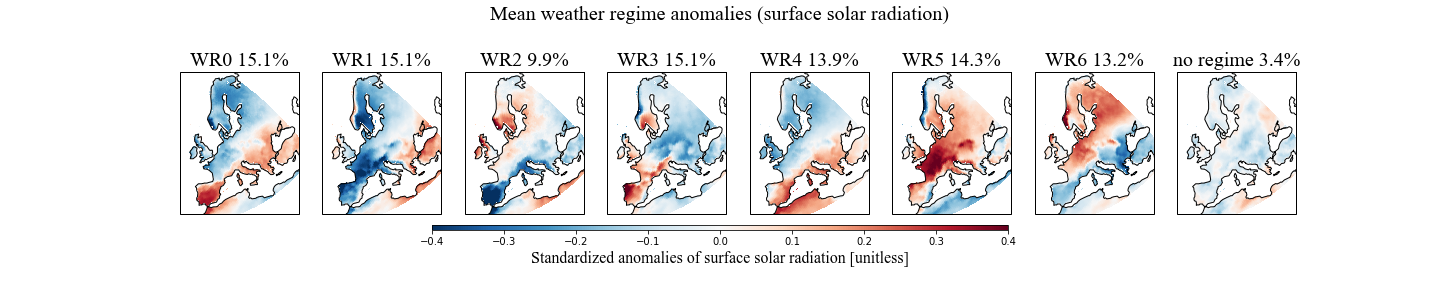 Mean weather regime anomalies (surface solar radiation)
WR0 15.1% WR1 15.1% WR2 9.9% WR3 15.1% WR4 13.9% WR5 14.3% WR6 13.2% no regime 3.4%
−0.4 −0.3 −0.2 −0.1 0.0 0.1 0.2 0.3 0.4
Standardized anomalies of surface solar radiation [unitless]